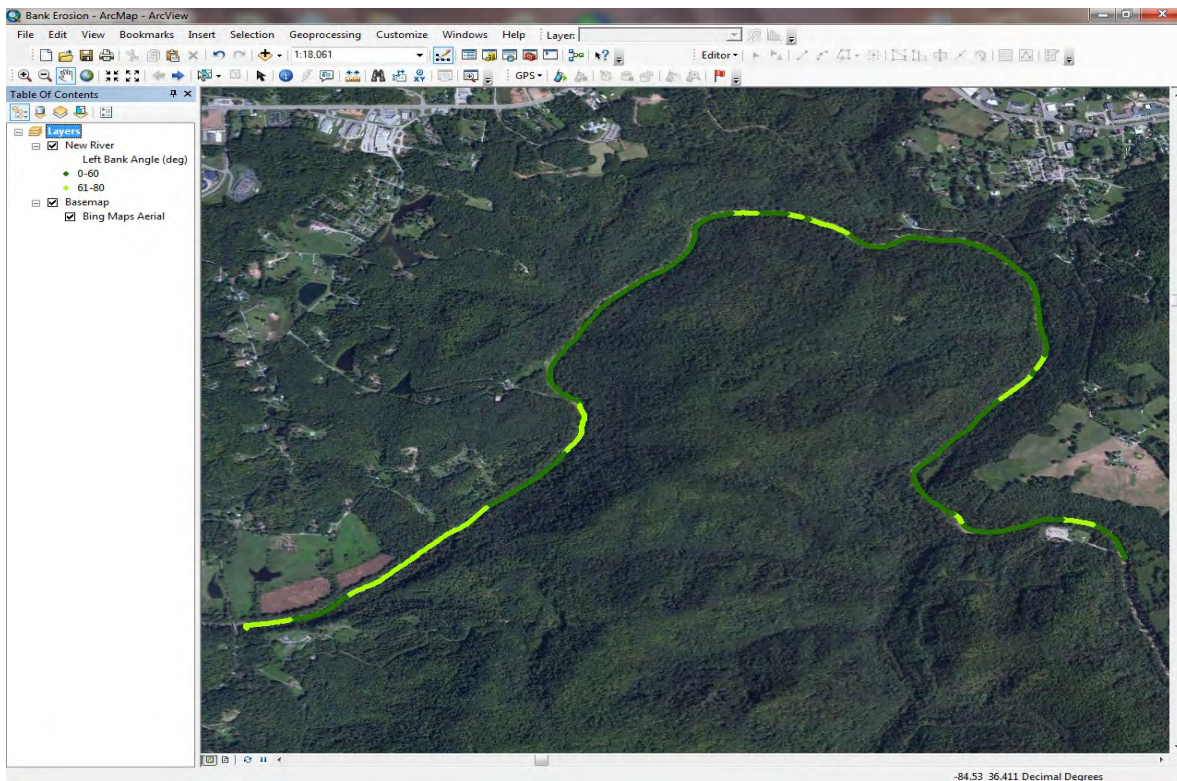 Bank Erosion - ArcMap - ArcView
File Edit View Bookmarks Insert Selection Geoprocessing Customize Windows Help Layer:
1:18,061 Editor
GPS
Table Of Contents
Layers
New River
Left Bank Angle (deg)
0-60
61-80
Basemap
Bing Maps Aerial
-84.53 36.411 Decimal Degrees